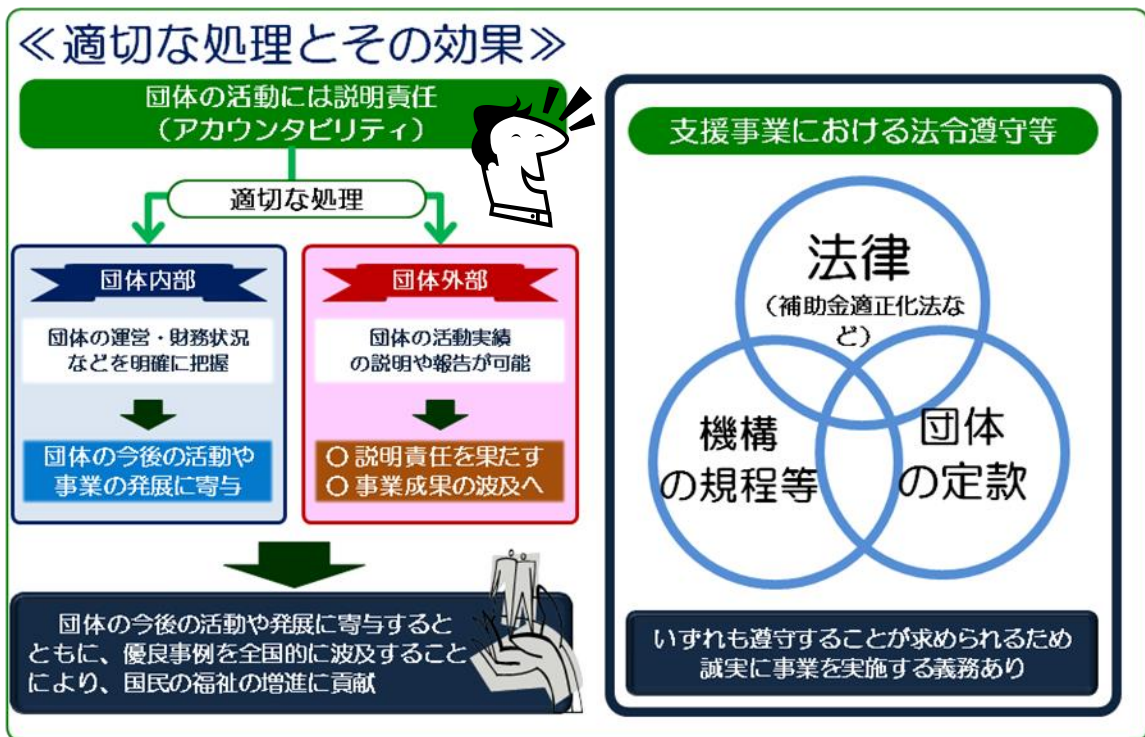 ≪適切な処理とその効果≫
団体の活動には説明責任
（アカウンタビリティ）
適切な処理
団体内部
団体の運営・財務状況
などを明確に把握
団体の今後の活動や
事業の発展に寄与
団体外部
団体の活動実績
の説明や報告が可能
○ 説明責任を果たす
○ 事業成果の波及へ
団体の今後の活動や発展に寄与すると
ともに、優良事例を全国的に波及すること
により、国民の福祉の増進に貢献
支援事業における法令遵守等
法律
（補助金適正化法な
ど）
機構
の規程等
団体
の定款
いずれも遵守することが求められるため
誠実に事業を実施する義務あり